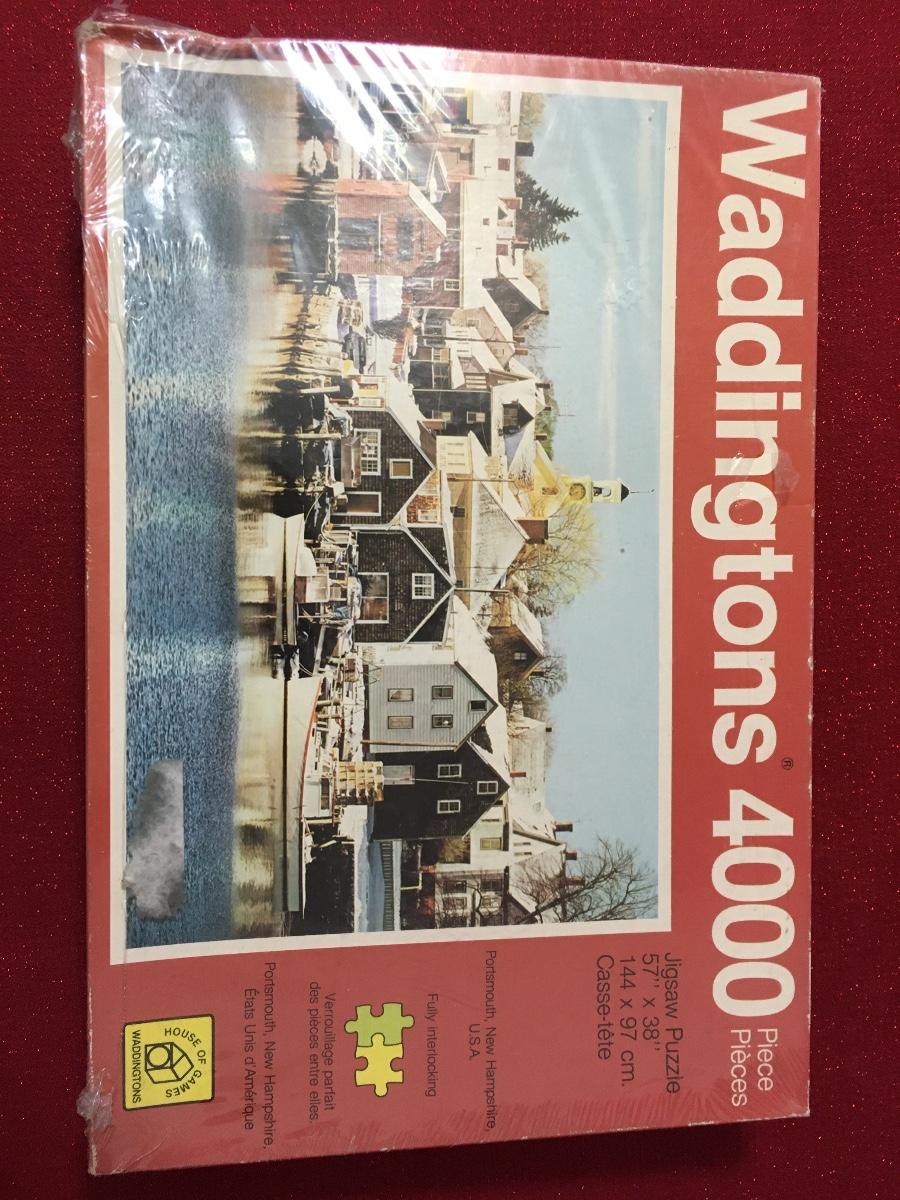 Waddingtons® 4000 Piece
Pièces
Jigsaw Puzzle
57" x 38"
144 x 97 cm.
Casse-tête
Portsmouth, New Hampshire,
U.S.A.
Fully interlocking
Verrouillage parfait
des pièces entre elles.
Portsmouth, New Hampshire,
États Unis d'Amérique
HOUSE OF GAMES
WADDINGTONS